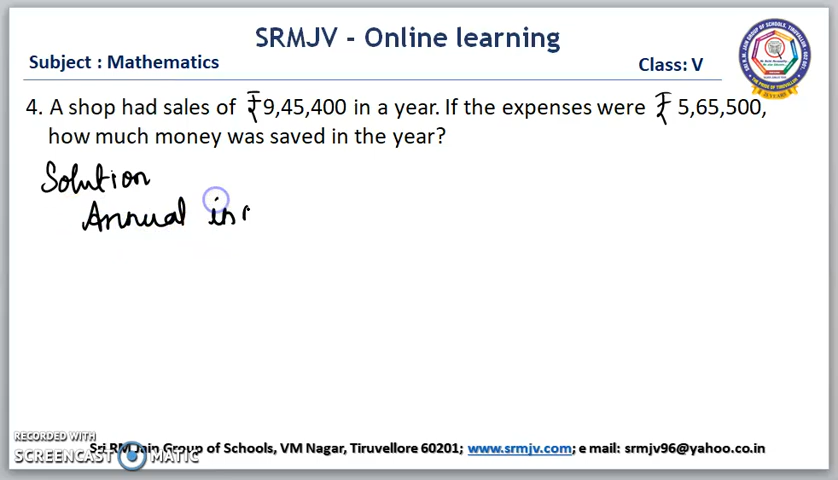 SRMJV - Online learning
Subject : Mathematics
Class: V
4. A shop had sales of ₹9,45,400 in a year. If the expenses were ₹ 5,65,500,
how much money was saved in the year?
Solution
Annual in
RECORDED WITH
SCREENCAST MATIC
Sri RM Jain Group of Schools, VM Nagar, Tiruvellore 60201; www.srmjv.com; e mail: srmjv96@yahoo.co.in